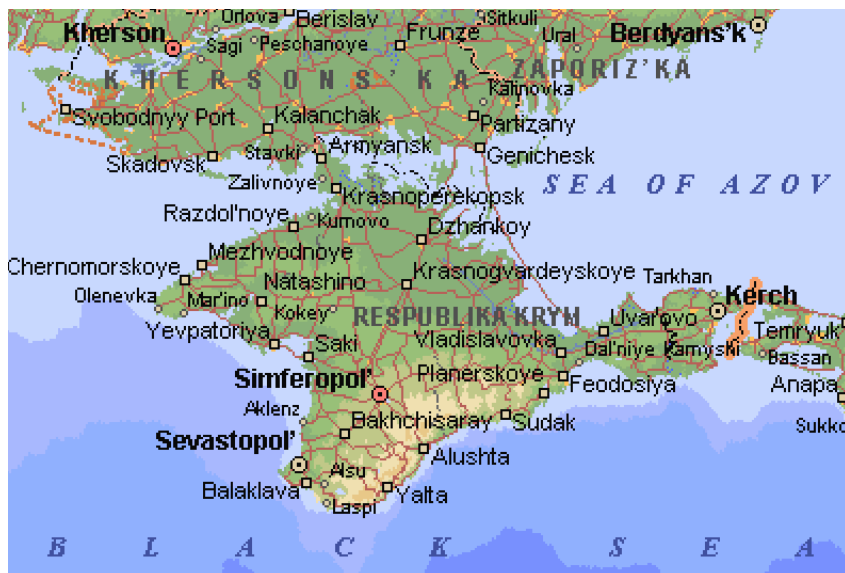 Orlova Berislav Sitkuli
Kherson Sagi Peschanoye Frunze Ural Berdyans'k
KHERSONS'KA ZAPORIZ'KA
Kalinovka
Svobodnyy Port Kalanchak Partizany
Skadovsk Stavki Armyansk Genichesk
Zalivnoye Krasnoperekopsk SEA OF AZOV
Razdol'noye Kumovo Dzhankoy
Chernomorskoye Mezhvodnoye Krasnogvardeyskoye Tarkhan
Olenevka Mar'ino Natashino Kerch
Kokey RESPUBLIKA KRYM Uvarovo
Yevpatoriya Saki Vladislavovka Dal'niye Kamyski Temryuk
Bassan
Simferopol' Planerskoye Feodosiya Anapa
Aklenz Bakhchisaray Sudak Sukko
Sevastopol' Alushta
Balaklava Alsu Yalta
Laspi
BLACK SEA